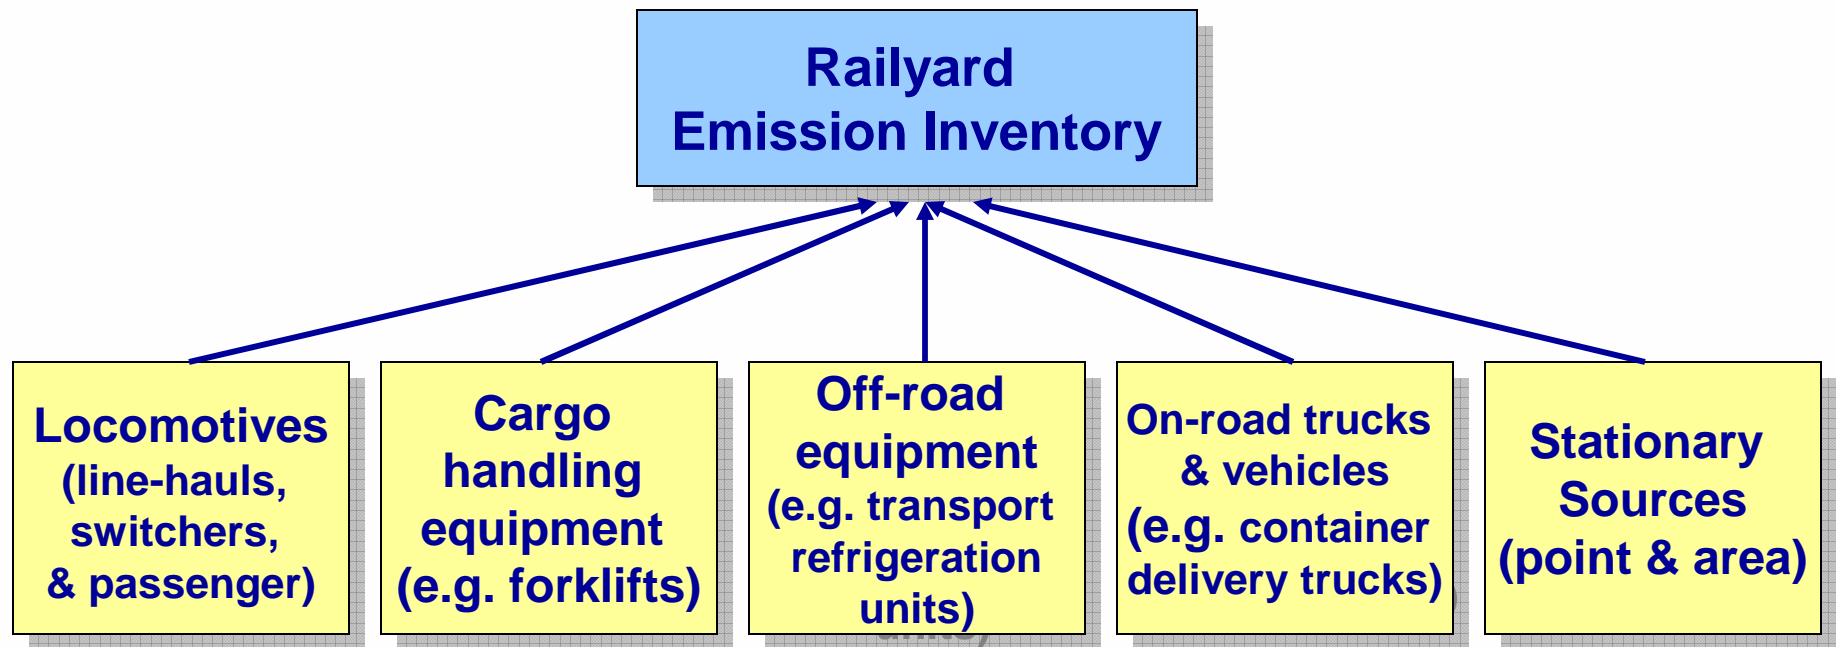 Railyard
Emission Inventory
Locomotives
(line-hauls,
switchers,
& passenger)
Cargo
handling
equipment
(e.g. forklifts)
Off-road
equipment
(e.g. transport
refrigeration
units)
On-road trucks
& vehicles
(e.g. container
delivery trucks)
Stationary
Sources
(point & area)